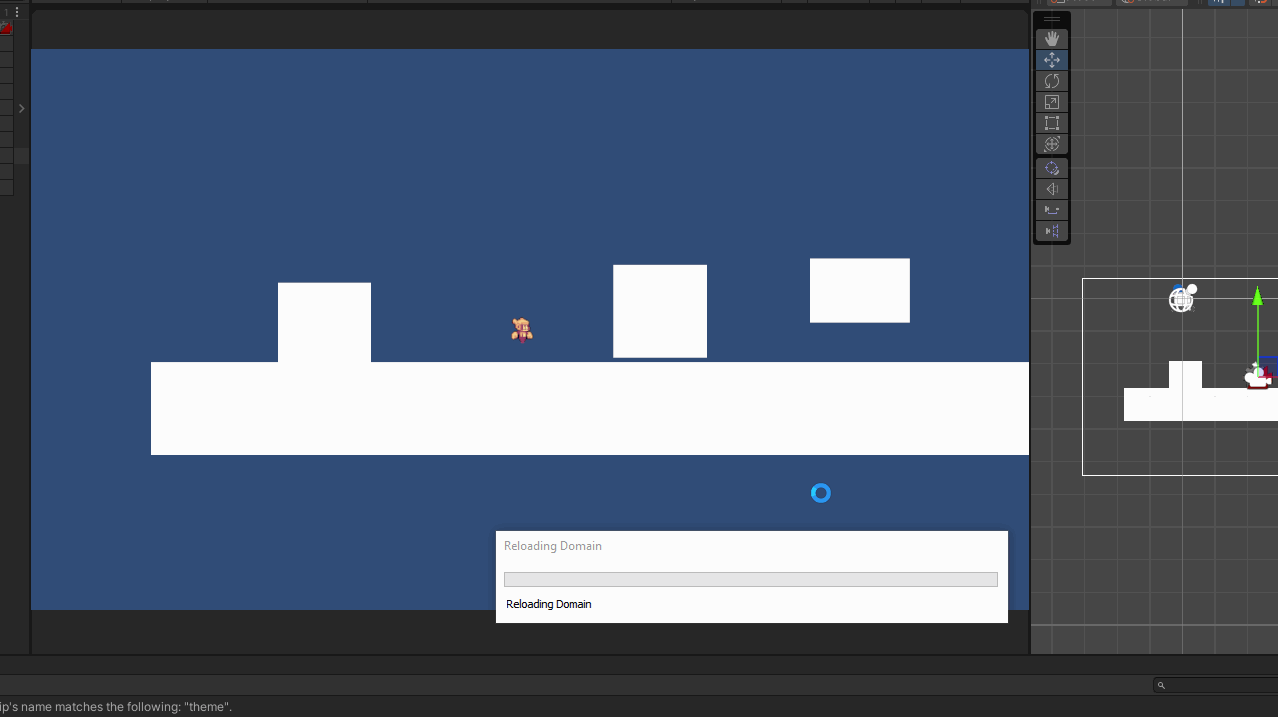 Reloading Domain
Reloading Domain
ip's name matches the following: "theme".